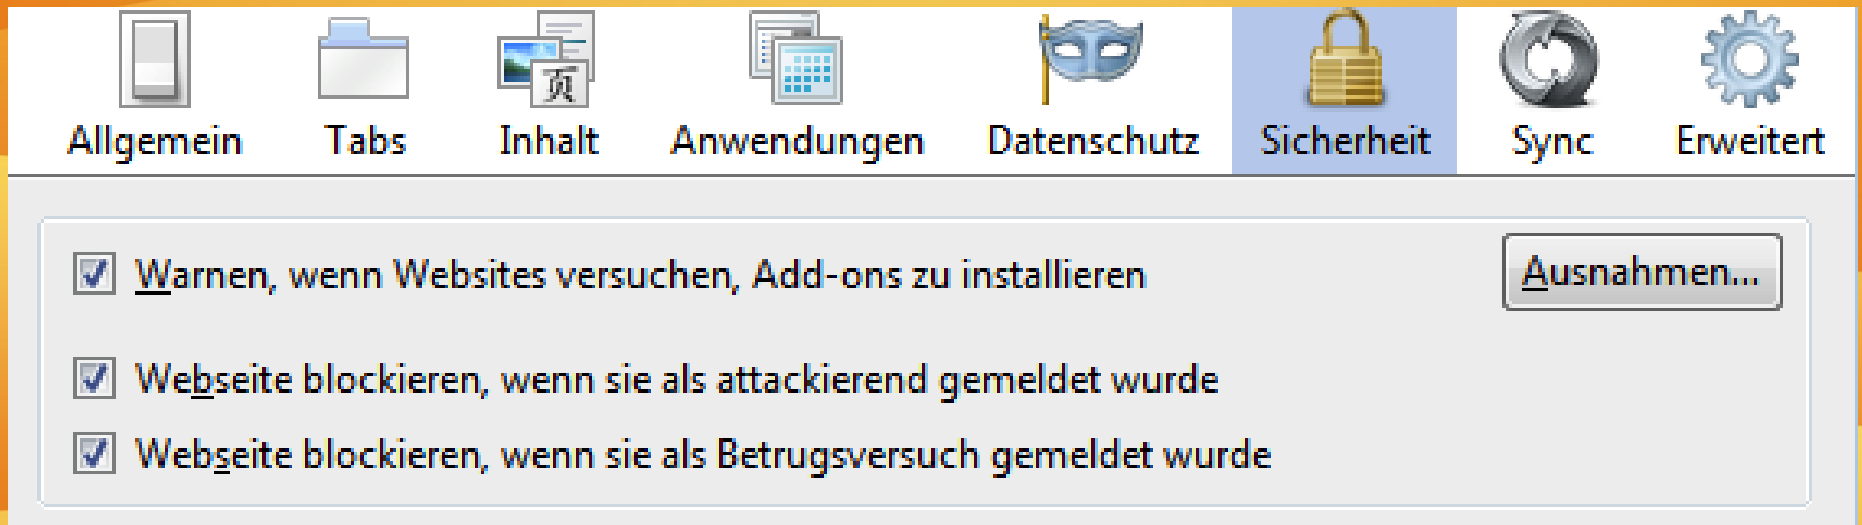 页
Allgemein Tabs Inhalt Anwendungen Datenschutz Sicherheit Sync Erweitert
Warnen, wenn Websites versuchen, Add-ons zu installieren Ausnahmen...
Webseite blockieren, wenn sie als attackierend gemeldet wurde
Webseite blockieren, wenn sie als Betrugsversuch gemeldet wurde